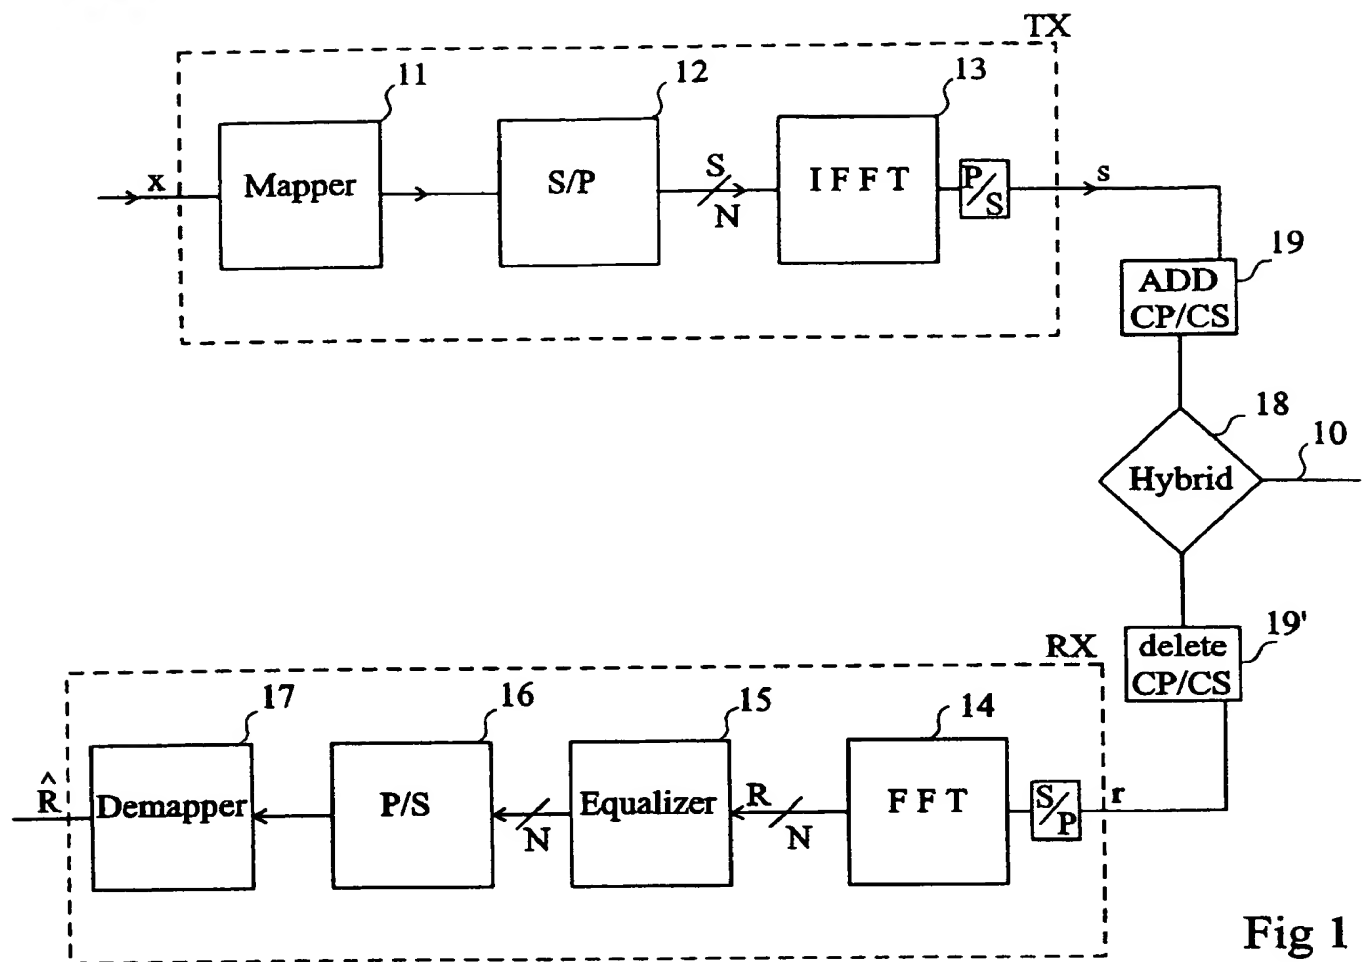 TX
11
12
13
x
Mapper
S/P
S
N
I F F T
P/S
s
19
ADD
CP/CS
18
10
Hybrid
19'
delete
CP/CS
RX
17
16
15
14
R̂
Demapper
P/S
N
Equalizer
R
N
F F T
S/P
r
Fig 1